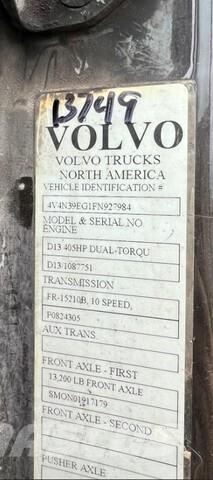 13749
VOLVO
VOLVO TRUCKS
NORTH AMERICA
VEHICLE IDENTIFICATION #
4V4N39EG1FN927984
MODEL & SERIAL NO
ENGINE
D13 405HP DUAL-TORQU
D13/1087751
TRANSMISSION
FR-15210B, 10 SPEED,
P0824305
AUX TRANS
FRONT AXLE - FIRST
13,200 LB FRONT AXLE
SMON01917179
FRONT AXLE - SECOND
PUSHER AXLE